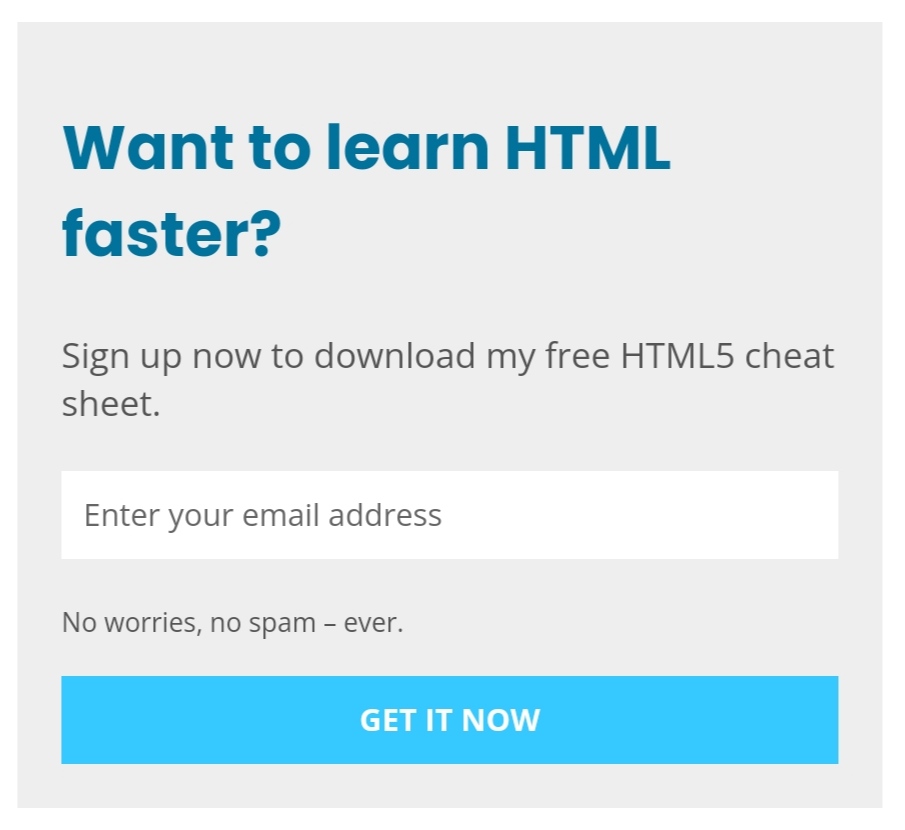 Want to learn HTML
faster?
Sign up now to download my free HTML5 cheat
sheet.
Enter your email address
No worries, no spam – ever.
GET IT NOW